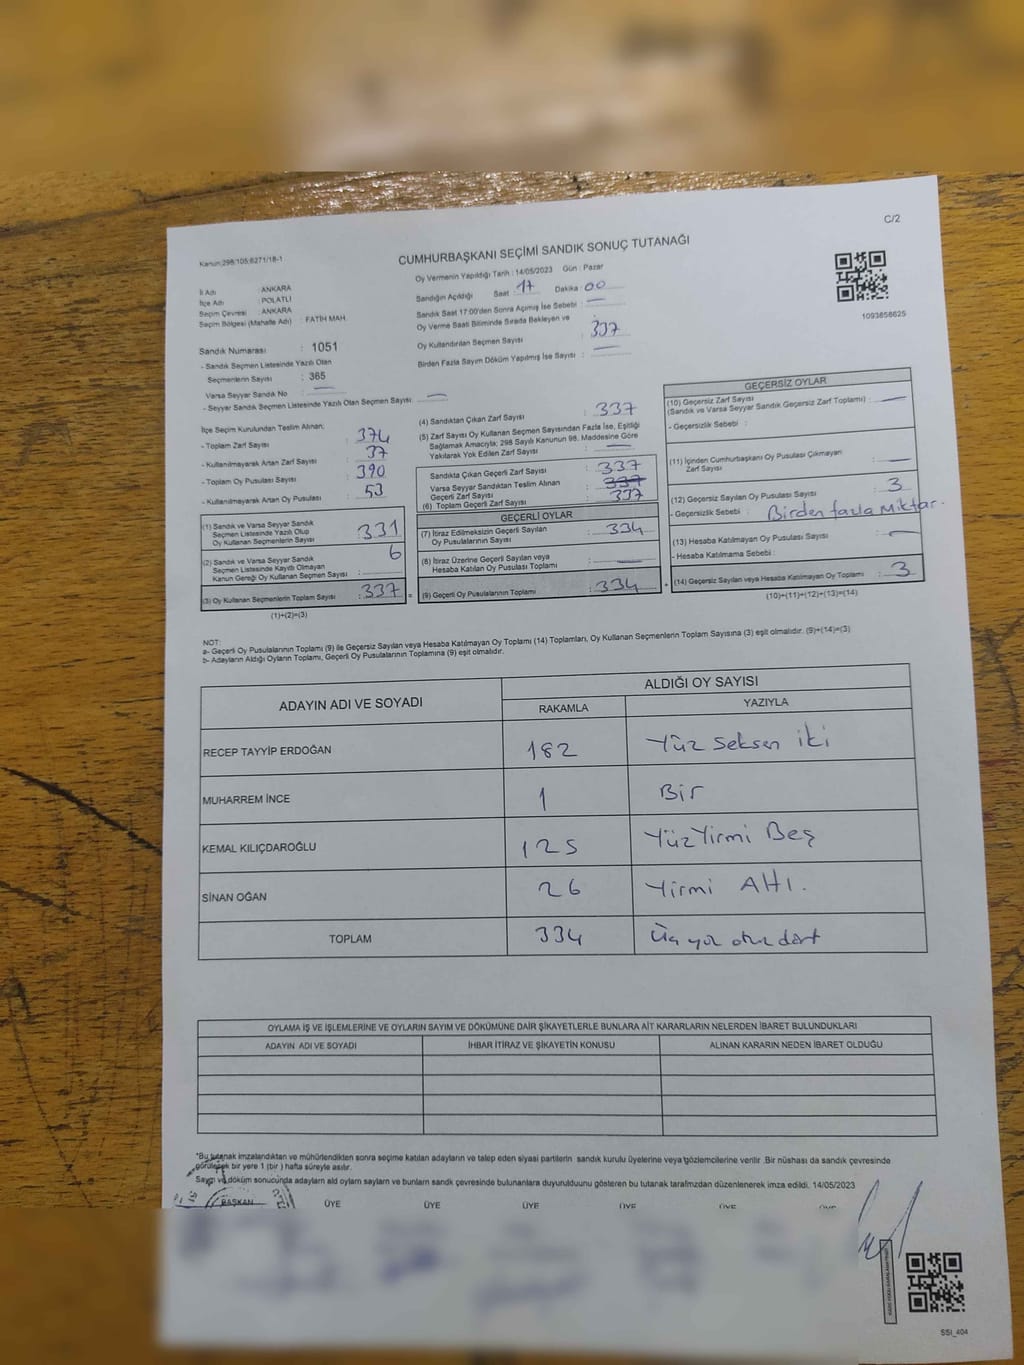 C/2
Kanun:298/105;6271/18-1
CUMHURBAŞKANI SEÇİMİ SANDIK SONUÇ TUTANAĞI
İl Adı : ANKARA
İlçe Adı : POLATLI
Seçim Çevresi : ANKARA
Seçim Bölgesi (Mahalle Adı) : FATİH MAH.
Sandık Numarası : 1051
- Sandık Seçmen Listesinde Yazılı Olan
Seçmenlerin Sayısı : 365
Varsa Seyyar Sandık No : —
- Seyyar Sandık Seçmen Listesinde Yazılı Olan Seçmen Sayısı : —
Oy Vermenin Yapıldığı Tarih : 14/05/2023 Gün : Pazar
Sandığın Açıldığı Saat : 17 Dakika : 00
Sandık Saat 17:00'den Sonra Açılmış İse Sebebi : —
Oy Verme Saati Bitiminde Sırada Bekleyen ve
Oy Kullandırılan Seçmen Sayısı : 337
Birden Fazla Sayım Döküm Yapılmış İse Sayısı : —
1093858625
İlçe Seçim Kurulundan Teslim Alınan;
- Toplam Zarf Sayısı : 374
- Kullanılmayarak Artan Zarf Sayısı : 37
- Toplam Oy Pusulası Sayısı : 390
- Kullanılmayarak Artan Oy Pusulası : 53
(1) Sandık ve Varsa Seyyar Sandık
Seçmen Listesinde Yazılı Olup
Oy Kullanan Seçmenlerin Sayısı : 331
(2) Sandık ve Varsa Seyyar Sandık
Seçmen Listesinde Kayıtlı Olmayan
Kanun Gereği Oy Kullanan Seçmen Sayısı : 6
(3) Oy Kullanan Seçmenlerin Toplam Sayısı : 337
(1)+(2)=(3)
(4) Sandıktan Çıkan Zarf Sayısı : 337
(5) Zarf Sayısı Oy Kullanan Seçmen Sayısından Fazla İse, Eşitliği
Sağlamak Amacıyla; 298 Sayılı Kanunun 98. Maddesine Göre
Yakılarak Yok Edilen Zarf Sayısı : —
Sandıkta Çıkan Geçerli Zarf Sayısı : 337
Varsa Seyyar Sandıktan Teslim Alınan
Geçerli Zarf Sayısı : 337
(6) Toplam Geçerli Zarf Sayısı : 337
GEÇERLİ OYLAR
(7) İtiraz Edilmeksizin Geçerli Sayılan
Oy Pusulalarının Sayısı : 334
(8) İtiraz Üzerine Geçerli Sayılan veya
Hesaba Katılan Oy Pusulası Toplamı : —
= (9) Geçerli Oy Pusulalarının Toplamı : 334
GEÇERSİZ OYLAR
(10) Geçersiz Zarf Sayısı
(Sandık ve Varsa Seyyar Sandık Geçersiz Zarf Toplamı) : —
- Geçersizlik Sebebi :
(11) İçinden Cumhurbaşkanı Oy Pusulası Çıkmayan
Zarf Sayısı : —
(12) Geçersiz Sayılan Oy Pusulası Sayısı : 3
- Geçersizlik Sebebi : Birden fazla Miktar.
(13) Hesaba Katılmayan Oy Pusulası Sayısı : —
- Hesaba Katılmama Sebebi :
+ (14) Geçersiz Sayılan veya Hesaba Katılmayan Oy Toplamı : 3
(10)+(11)+(12)+(13)=(14)
NOT:
a- Geçerli Oy Pusulalarının Toplamı (9) ile Geçersiz Sayılan veya Hesaba Katılmayan Oy Toplamı (14) Toplamları, Oy Kullanan Seçmenlerin Toplam Sayısına (3) eşit olmalıdır. (9)+(14)=(3)
b- Adayların Aldığı Oyların Toplamı, Geçerli Oy Pusulalarının Toplamına (9) eşit olmalıdır.
ADAYIN ADI VE SOYADI ALDIĞI OY SAYISI
RAKAMLA YAZIYLA
RECEP TAYYİP ERDOĞAN 182 Yüz seksen iki
MUHARREM İNCE 1 Bir
KEMAL KILIÇDAROĞLU 125 Yüz Yirmi Beş
SİNAN OĞAN 26 Yirmi Altı.
TOPLAM 334 Üç yüz otuz dört
OYLAMA İŞ VE İŞLEMLERİNE VE OYLARIN SAYIM VE DÖKÜMÜNE DAİR ŞİKAYETLERLE BUNLARA AİT KARARLARIN NELERDEN İBARET BULUNDUKLARI
ADAYIN ADI VE SOYADI İHBAR İTİRAZ VE ŞİKAYETİN KONUSU ALINAN KARARIN NEDEN İBARET OLDUĞU
*Bu tutanak imzalandıktan ve mühürlendikten sonra seçime katılan adayların ve talep eden siyasi partilerin sandık kurulu üyelerine veya gözlemcilerine verilir .Bir nüshası da sandık çevresinde
görülecek bir yere 1 (bir ) hafta süreyle asılır.
Sayım ve döküm sonucunda adayların ald oyların sayların ve bunların sandık çevresinde bulunanlara duyurulduunu gösteren bu tutanak tarafımızdan düzenlenerek imza edildi. 14/05/2023
BAŞKAN ÜYE ÜYE ÜYE ÜYE ÜYE
SSI_404